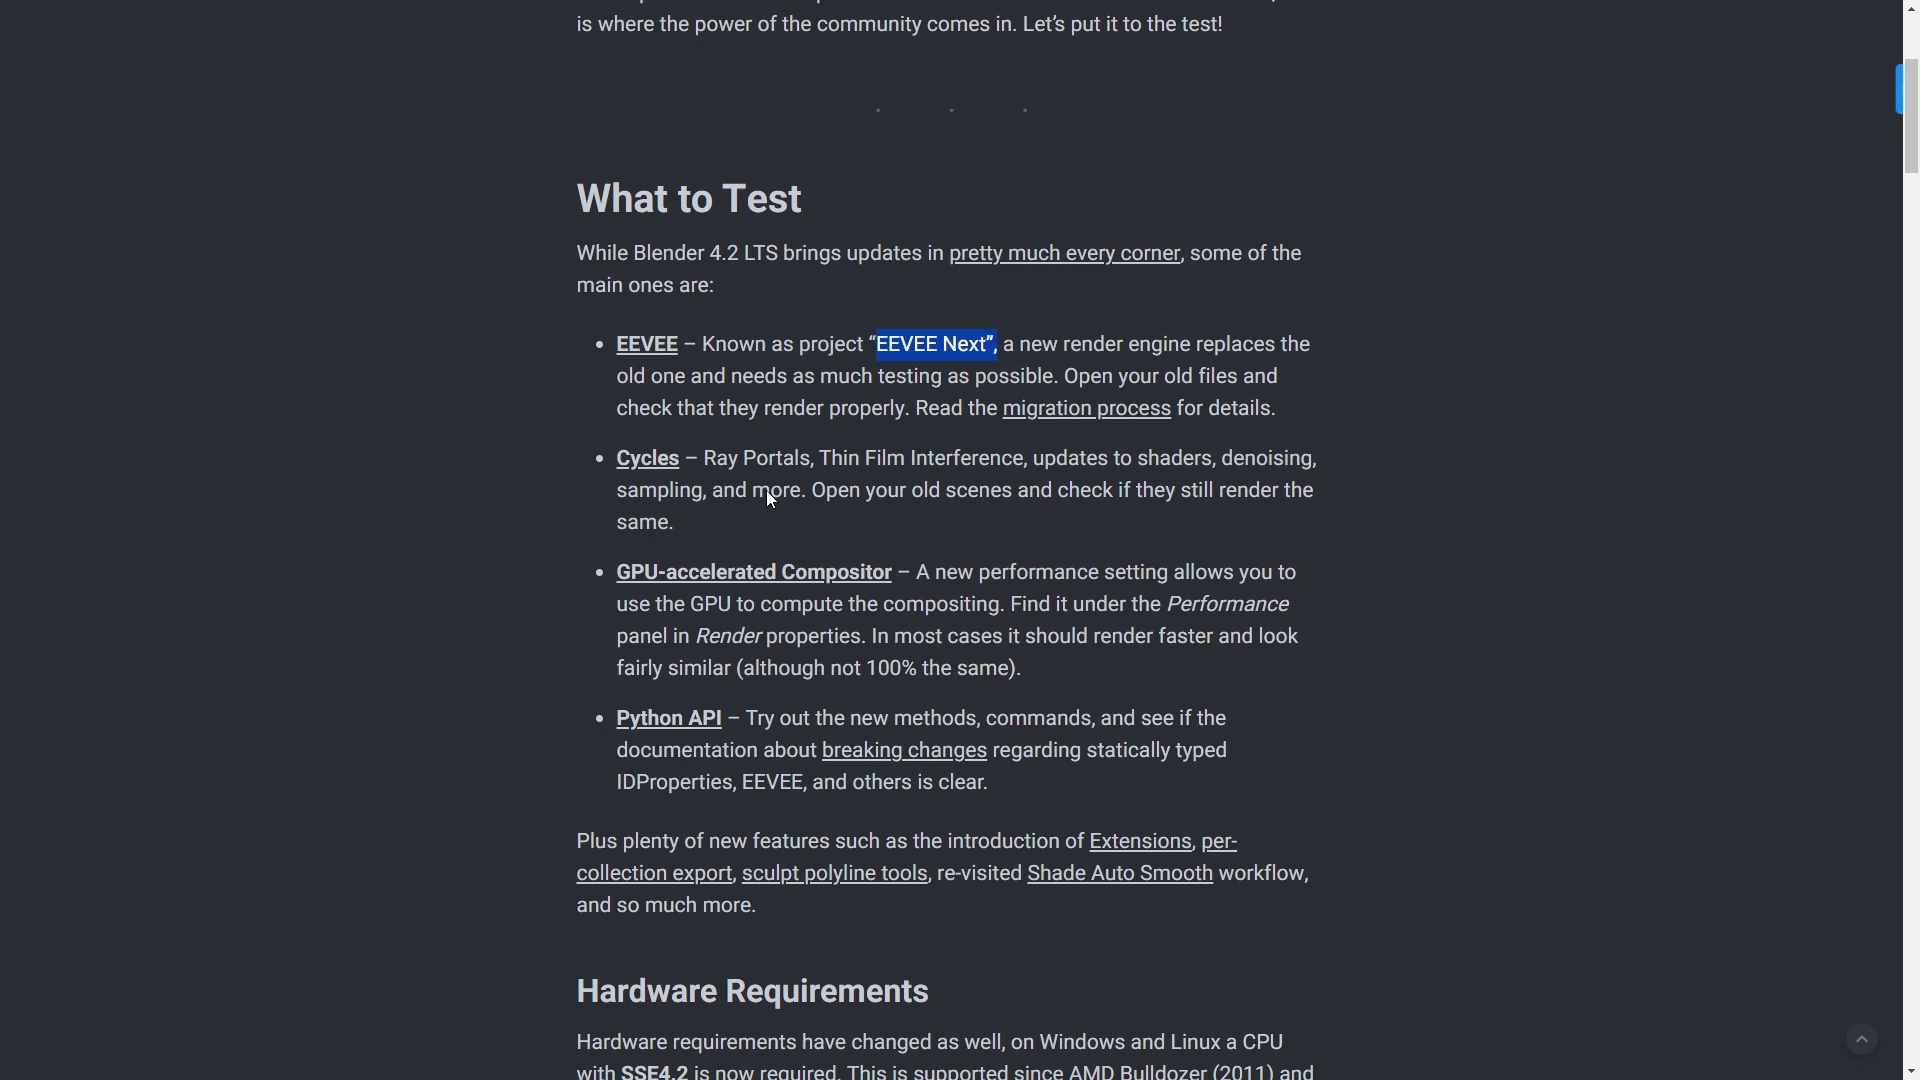 is where the power of the community comes in. Let’s put it to the test!
What to Test
While Blender 4.2 LTS brings updates in pretty much every corner, some of the
main ones are:
• EEVEE – Known as project “EEVEE Next”, a new render engine replaces the
old one and needs as much testing as possible. Open your old files and
check that they render properly. Read the migration process for details.
• Cycles – Ray Portals, Thin Film Interference, updates to shaders, denoising,
sampling, and more. Open your old scenes and check if they still render the
same.
• GPU-accelerated Compositor – A new performance setting allows you to
use the GPU to compute the compositing. Find it under the Performance
panel in Render properties. In most cases it should render faster and look
fairly similar (although not 100% the same).
• Python API – Try out the new methods, commands, and see if the
documentation about breaking changes regarding statically typed
IDProperties, EEVEE, and others is clear.
Plus plenty of new features such as the introduction of Extensions, per-
collection export, sculpt polyline tools, re-visited Shade Auto Smooth workflow,
and so much more.
Hardware Requirements
Hardware requirements have changed as well, on Windows and Linux a CPU
with SSE4.2 is now required. This is supported since AMD Bulldozer (2011) and